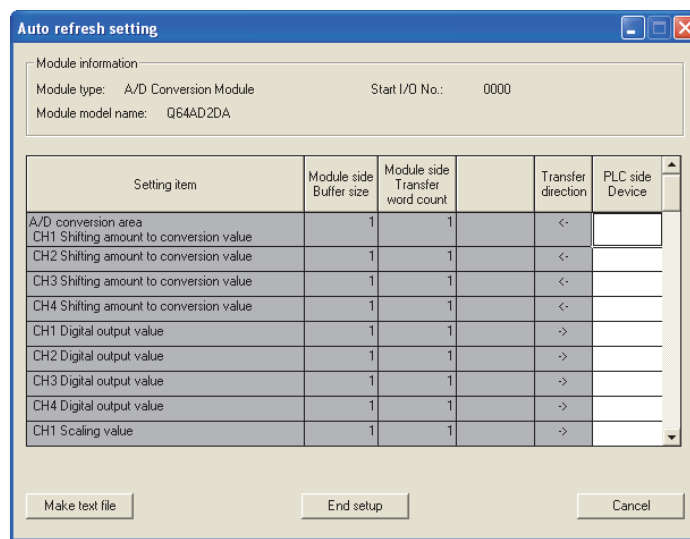 Auto refresh setting
Module information
Module type: A/D Conversion Module Start I/O No.: 0000
Module model name: Q64AD2DA
Setting item Module side Buffer size Module side Transfer word count Transfer direction PLC side Device
A/D conversion area
CH1 Shifting amount to conversion value 1 1 <-
CH2 Shifting amount to conversion value 1 1 <-
CH3 Shifting amount to conversion value 1 1 <-
CH4 Shifting amount to conversion value 1 1 <-
CH1 Digital output value 1 1 ->
CH2 Digital output value 1 1 ->
CH3 Digital output value 1 1 ->
CH4 Digital output value 1 1 ->
CH1 Scaling value 1 1 ->
Make text file End setup Cancel